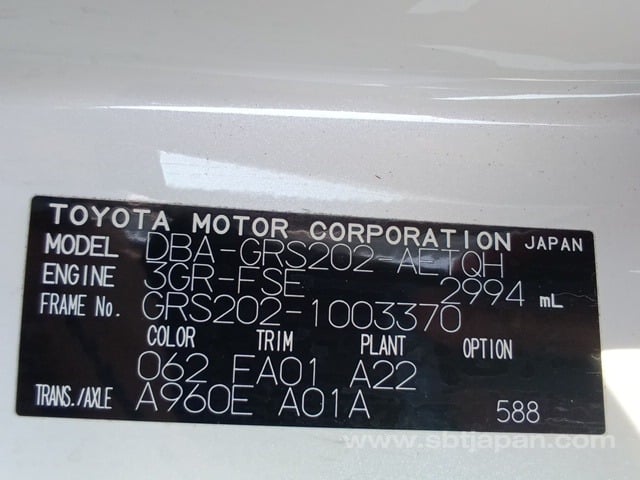 TOYOTA MOTOR CORPORATION JAPAN
MODEL DBA-GRS202-AETQH
ENGINE 3GR-FSE 2994 mL
FRAME No. GRS202-1003370
COLOR TRIM PLANT OPTION
062 FA01 A22
TRANS./AXLE A960E A01A 588
www.sbtjapan.com